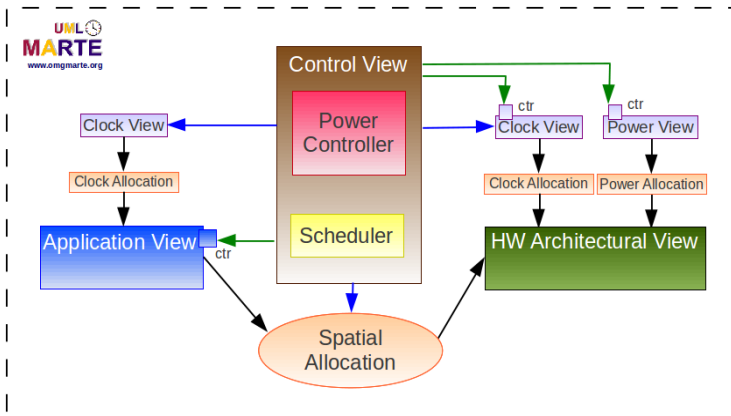 UML
MARTE
www.omgmarte.org
Control View
Power
Controller
Scheduler
Clock View
Clock Allocation
Application View
ctr
ctr
Clock View
Clock Allocation
ctr
Power View
Power Allocation
HW Architectural View
Spatial
Allocation